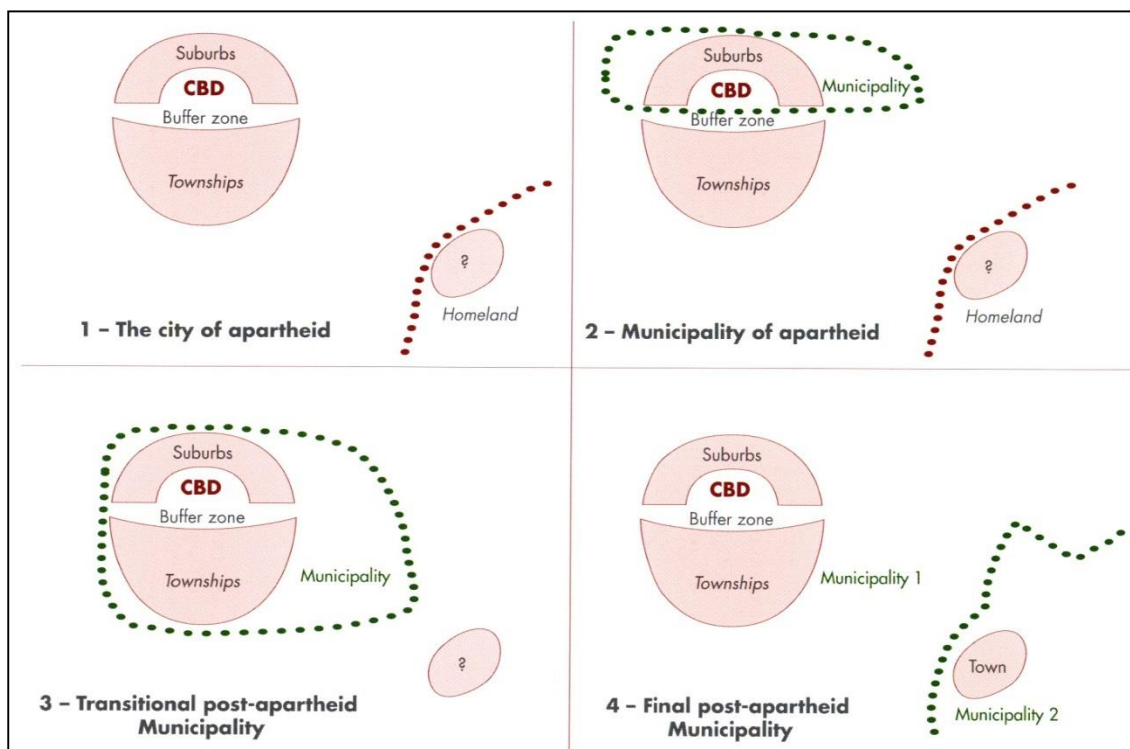 Suburbs
CBD
Buffer zone
Townships
?
Homeland
1 – The city of apartheid
Suburbs
CBD
Municipality
Buffer zone
Townships
?
Homeland
2 – Municipality of apartheid
Suburbs
CBD
Buffer zone
Townships
Municipality
?
3 – Transitional post-apartheid
Municipality
Suburbs
CBD
Buffer zone
Townships
Municipality 1
Town
Municipality 2
4 – Final post-apartheid
Municipality